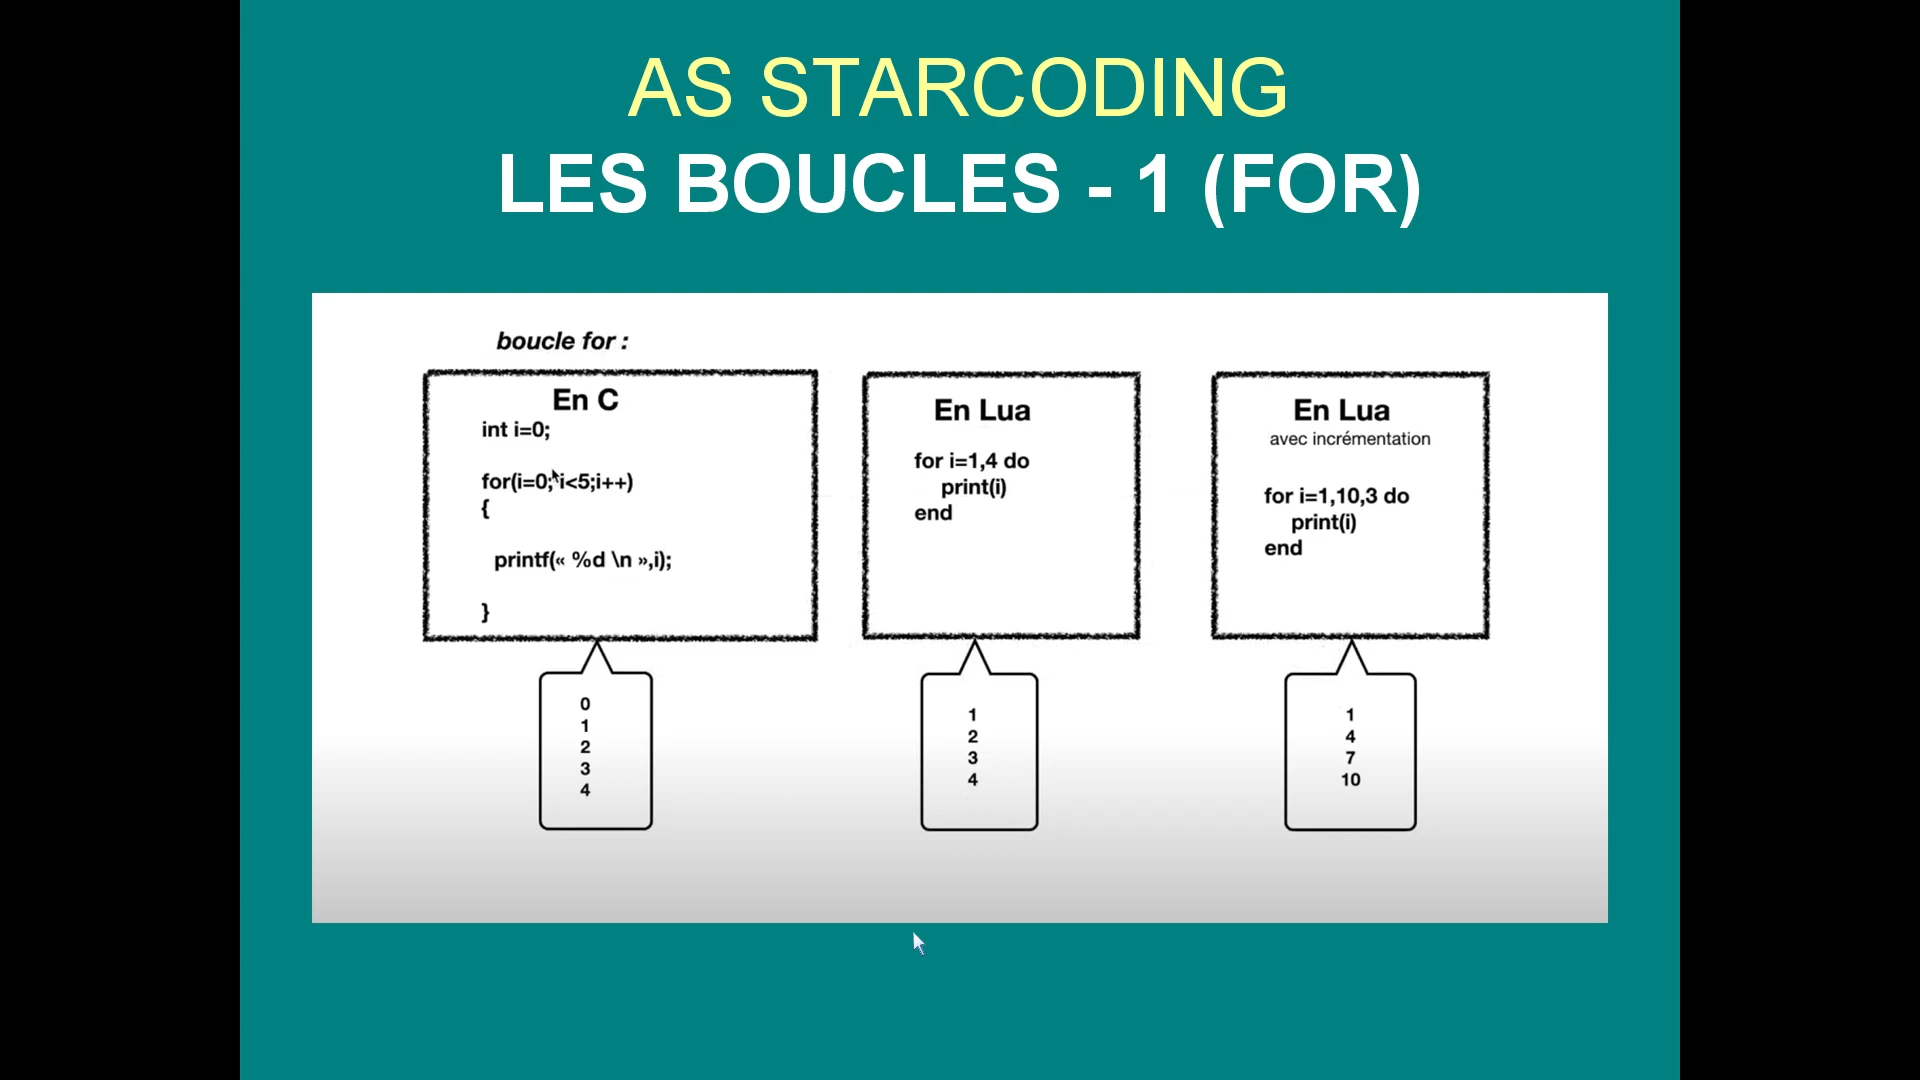 AS STARCODING
LES BOUCLES - 1 (FOR)
boucle for :
En C
int i=0;
for(i=0;i<5;i++)
{
printf(« %d \n »,i);
}
0
1
2
3
4
En Lua
for i=1,4 do
print(i)
end
1
2
3
4
En Lua
avec incrémentation
for i=1,10,3 do
print(i)
end
1
4
7
10